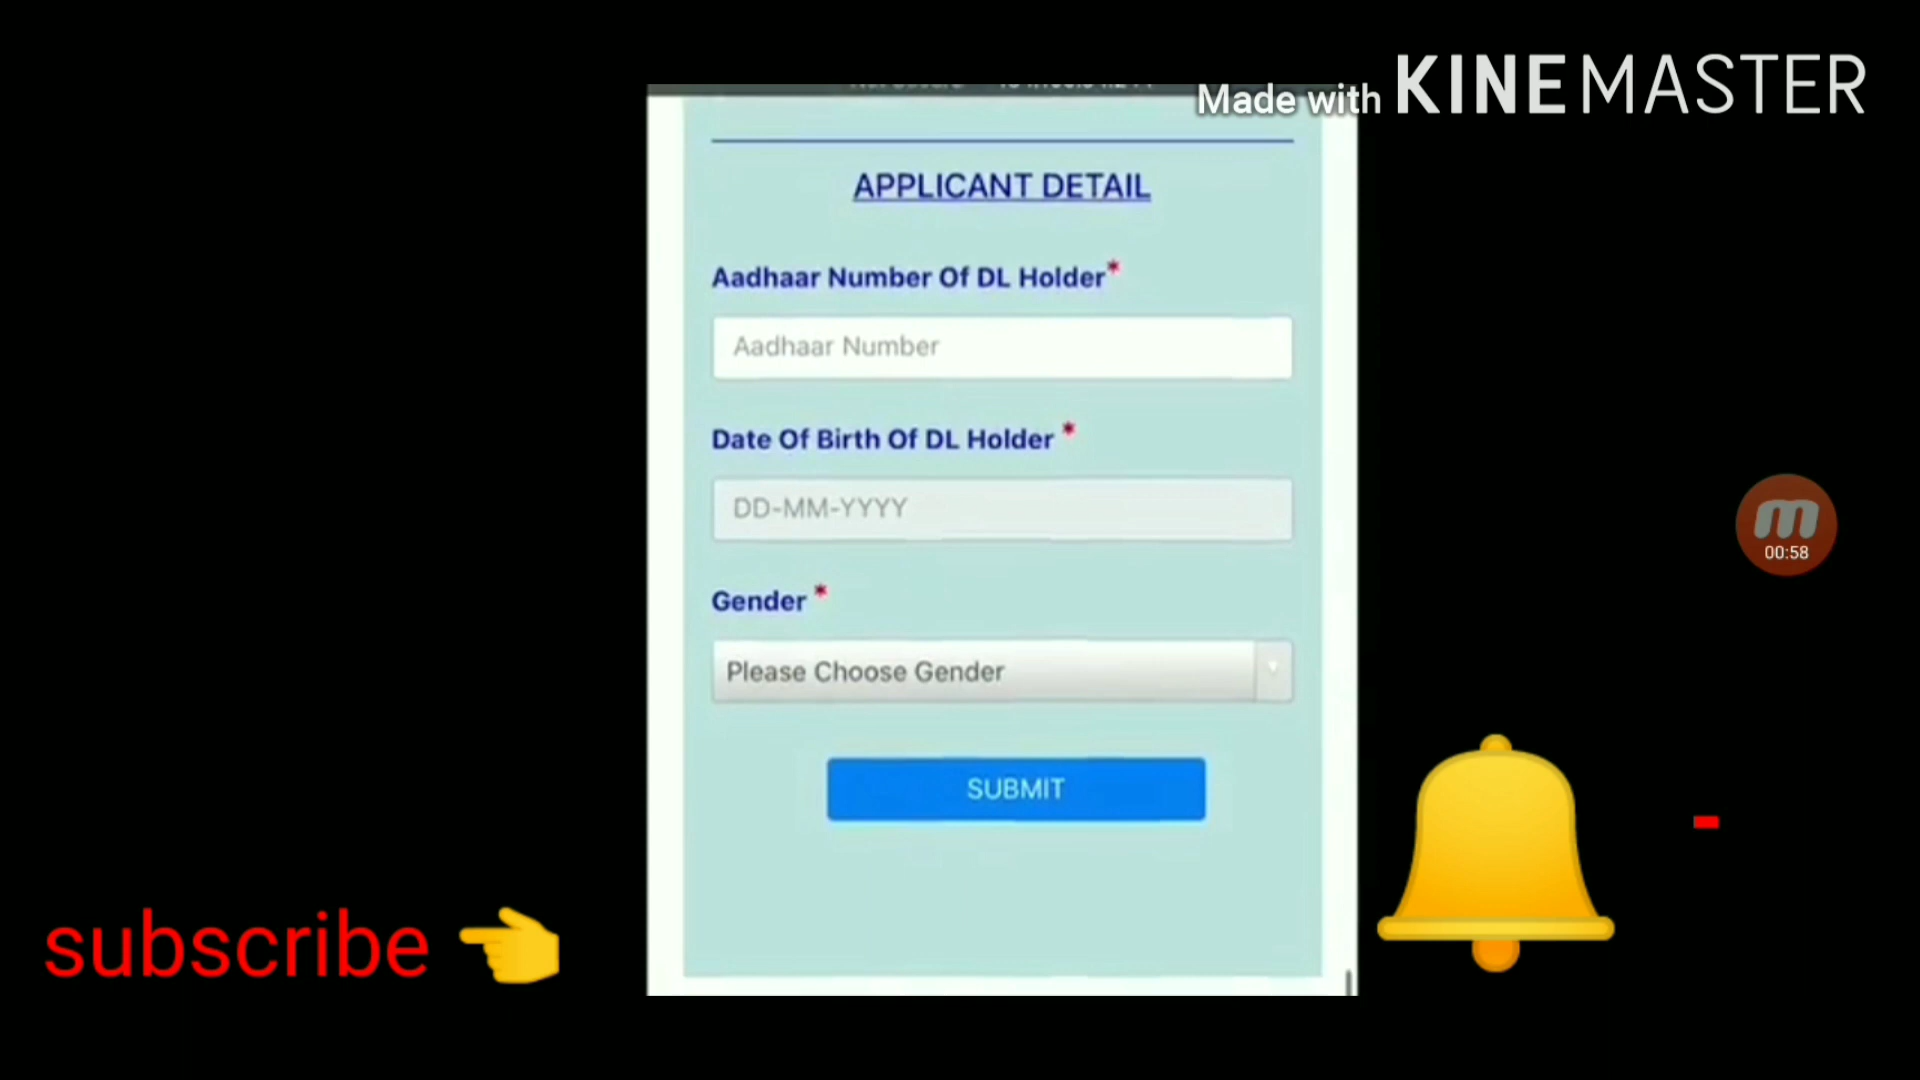 Made with KINEMASTER
APPLICANT DETAIL
Aadhaar Number Of DL Holder*
Aadhaar Number
Date Of Birth Of DL Holder *
DD-MM-YYYY
Gender *
Please Choose Gender
SUBMIT
m
00:58
subscribe